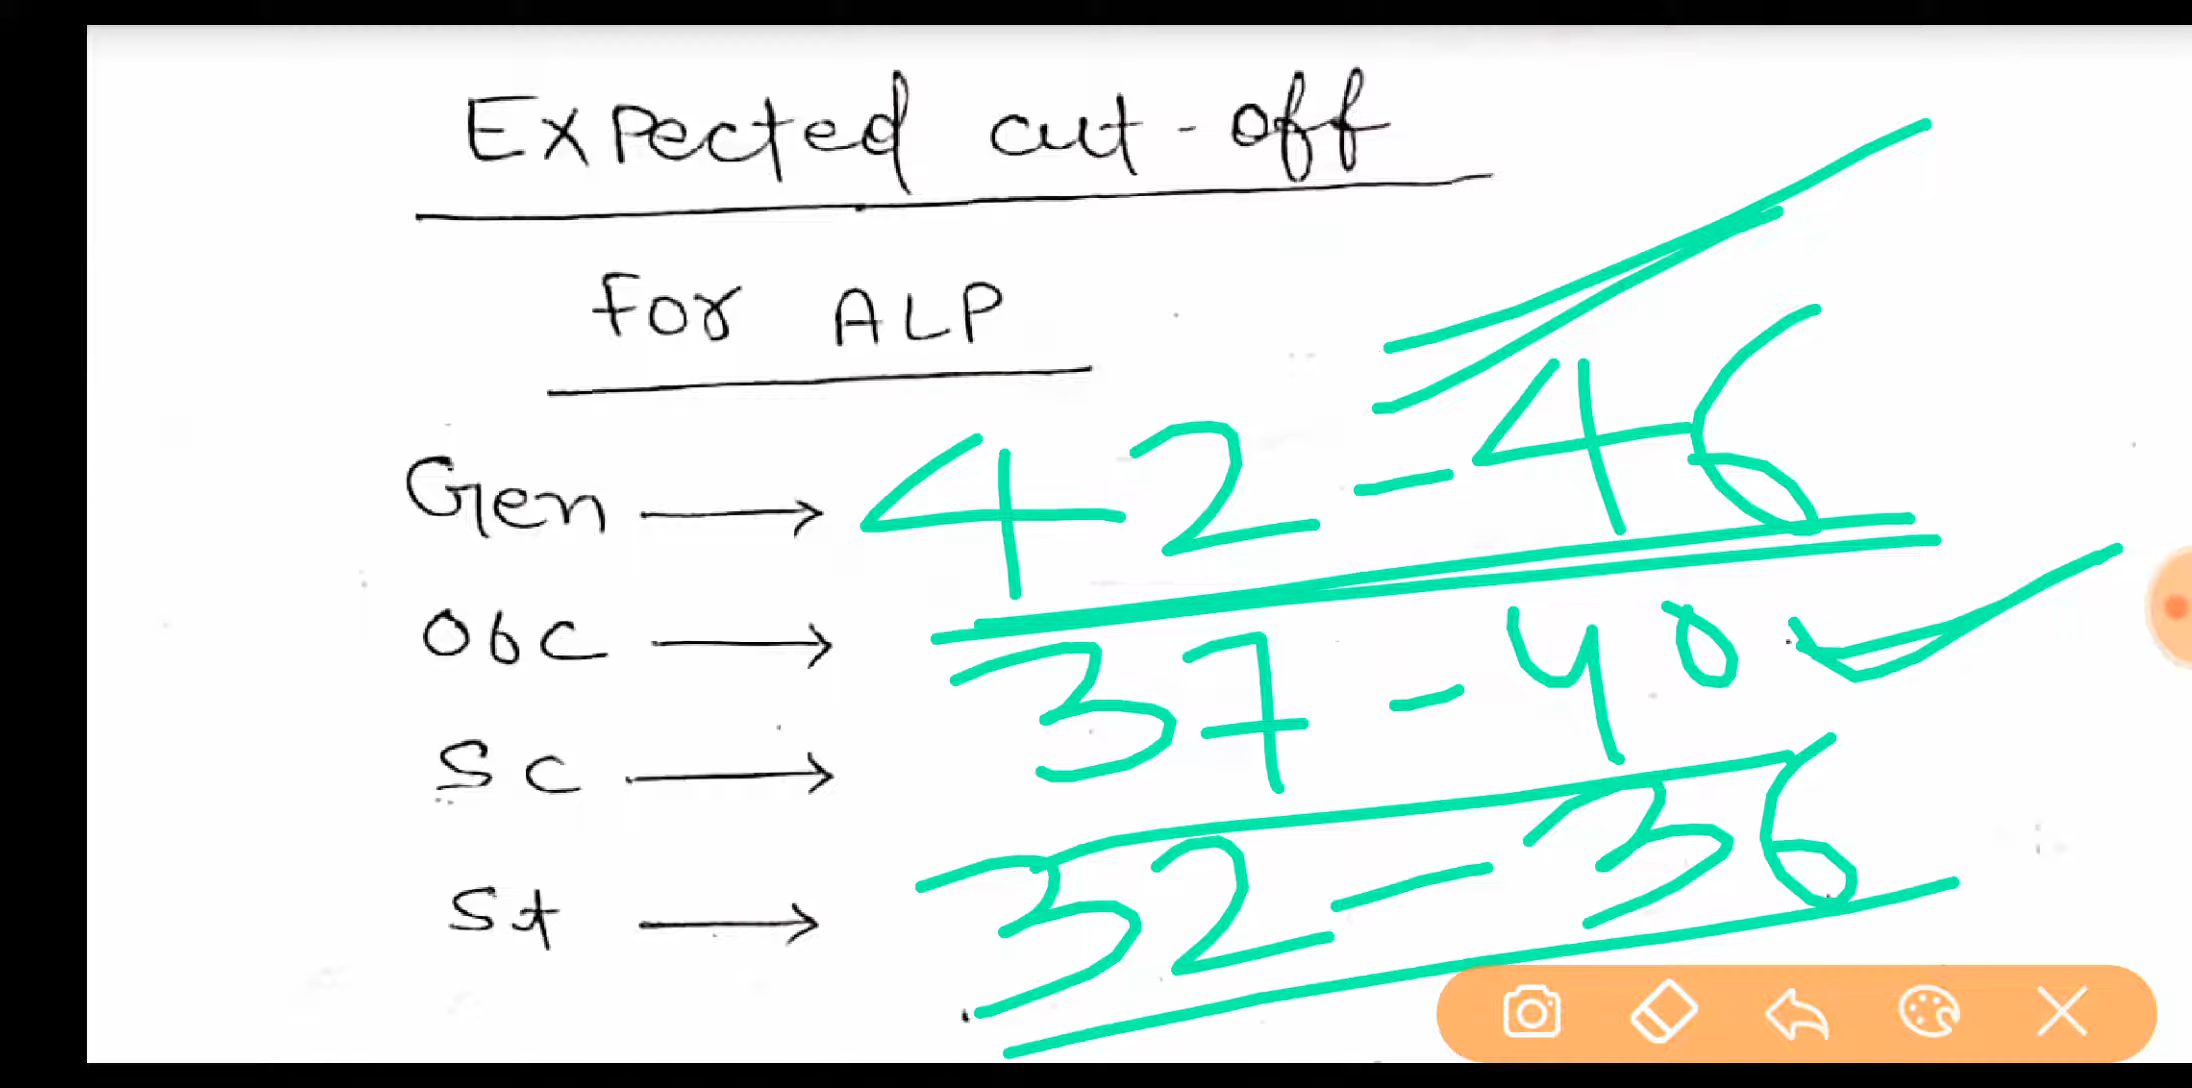 Expected cut-off
For ALP
Gen → 42 - 46
Obc → 37 - 40
Sc →
St → 32 - 36